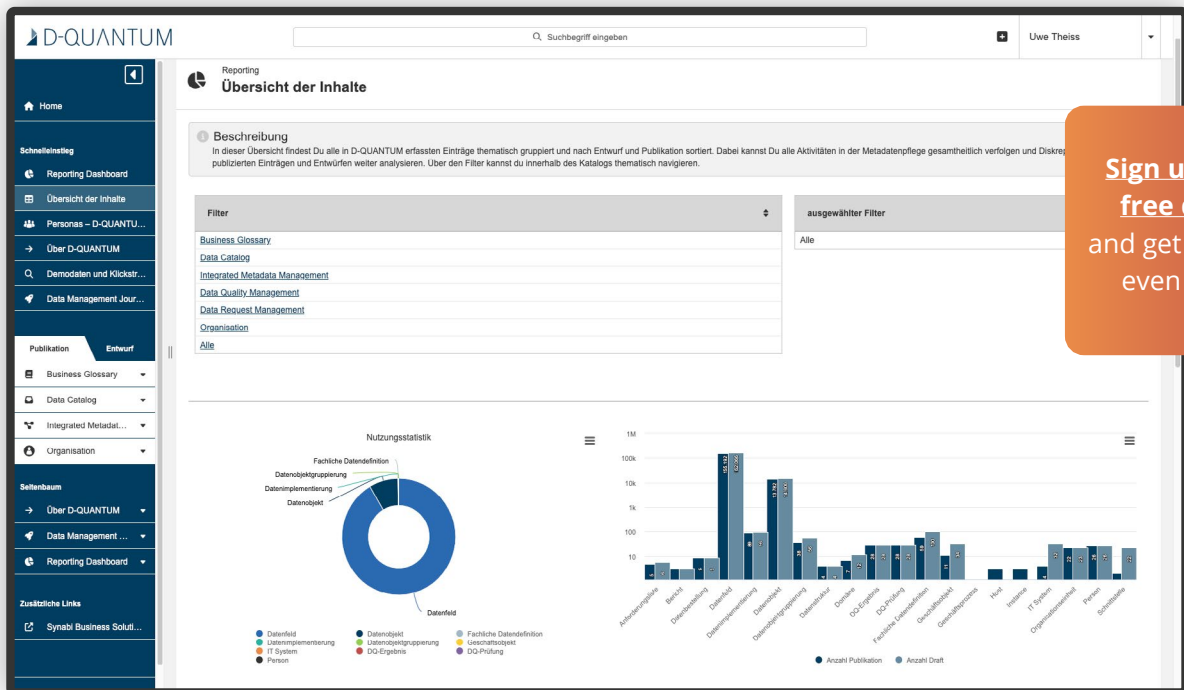 D-QUANTUM
Suchbegriff eingeben
Uwe Theiss
Home
Schnelleinstieg
Reporting Dashboard
Übersicht der Inhalte
Personas – D-QUANTU...
Über D-QUANTUM
Demodaten und Klickstr...
Data Management Jour...
Publikation Entwurf
Business Glossary
Data Catalog
Integrated Metadat...
Organisation
Seitenbaum
Über D-QUANTUM
Data Management ...
Reporting Dashboard
Zusätzliche Links
Synabi Business Soluti...
Reporting
Übersicht der Inhalte
Beschreibung
In dieser Übersicht findest Du alle in D-QUANTUM erfassten Einträge thematisch gruppiert und nach Entwurf und Publikation sortiert. Dabei kannst Du alle Aktivitäten in der Metadatenpflege gesamtheitlich verfolgen und
publizierten Einträgen und Entwürfen weiter analysieren. Über den Filter kannst du innerhalb des Katalogs thematisch navigieren.
Filter
Business Glossary
Data Catalog
Integrated Metadata Management
Data Quality Management
Data Request Management
Organisation
Alle
ausgewählter Filter
Alle
Sign
free
and get
even
Nutzungsstatistik
Fachliche Datendefinition
Datenobjektgruppierung
Datenimplementierung
Datenobjekt
Datenfeld
Datenfeld Datenobjekt Fachliche Datendefinition
Datenimplementierung Datenobjektgruppierung Geschäftsobjekt
IT System DQ-Ergebnis DQ-Prüfung
Person
1M
100k
10k
1k
100
10
Anforderungsliste
Bericht
Datenbestellung
Datenfeld
Datenimplementierung
Datenobjekt
Datenobjektgruppierung
Datenstruktur
Domäne
DQ-Ergebnis
DQ-Prüfung
Fachliche Datendefinition
Geschäftsobjekt
Geschäftsprozess
Host
Instance
IT System
Organisationseinheit
Person
Schnittstelle
Anzahl Publikation Anzahl Draft